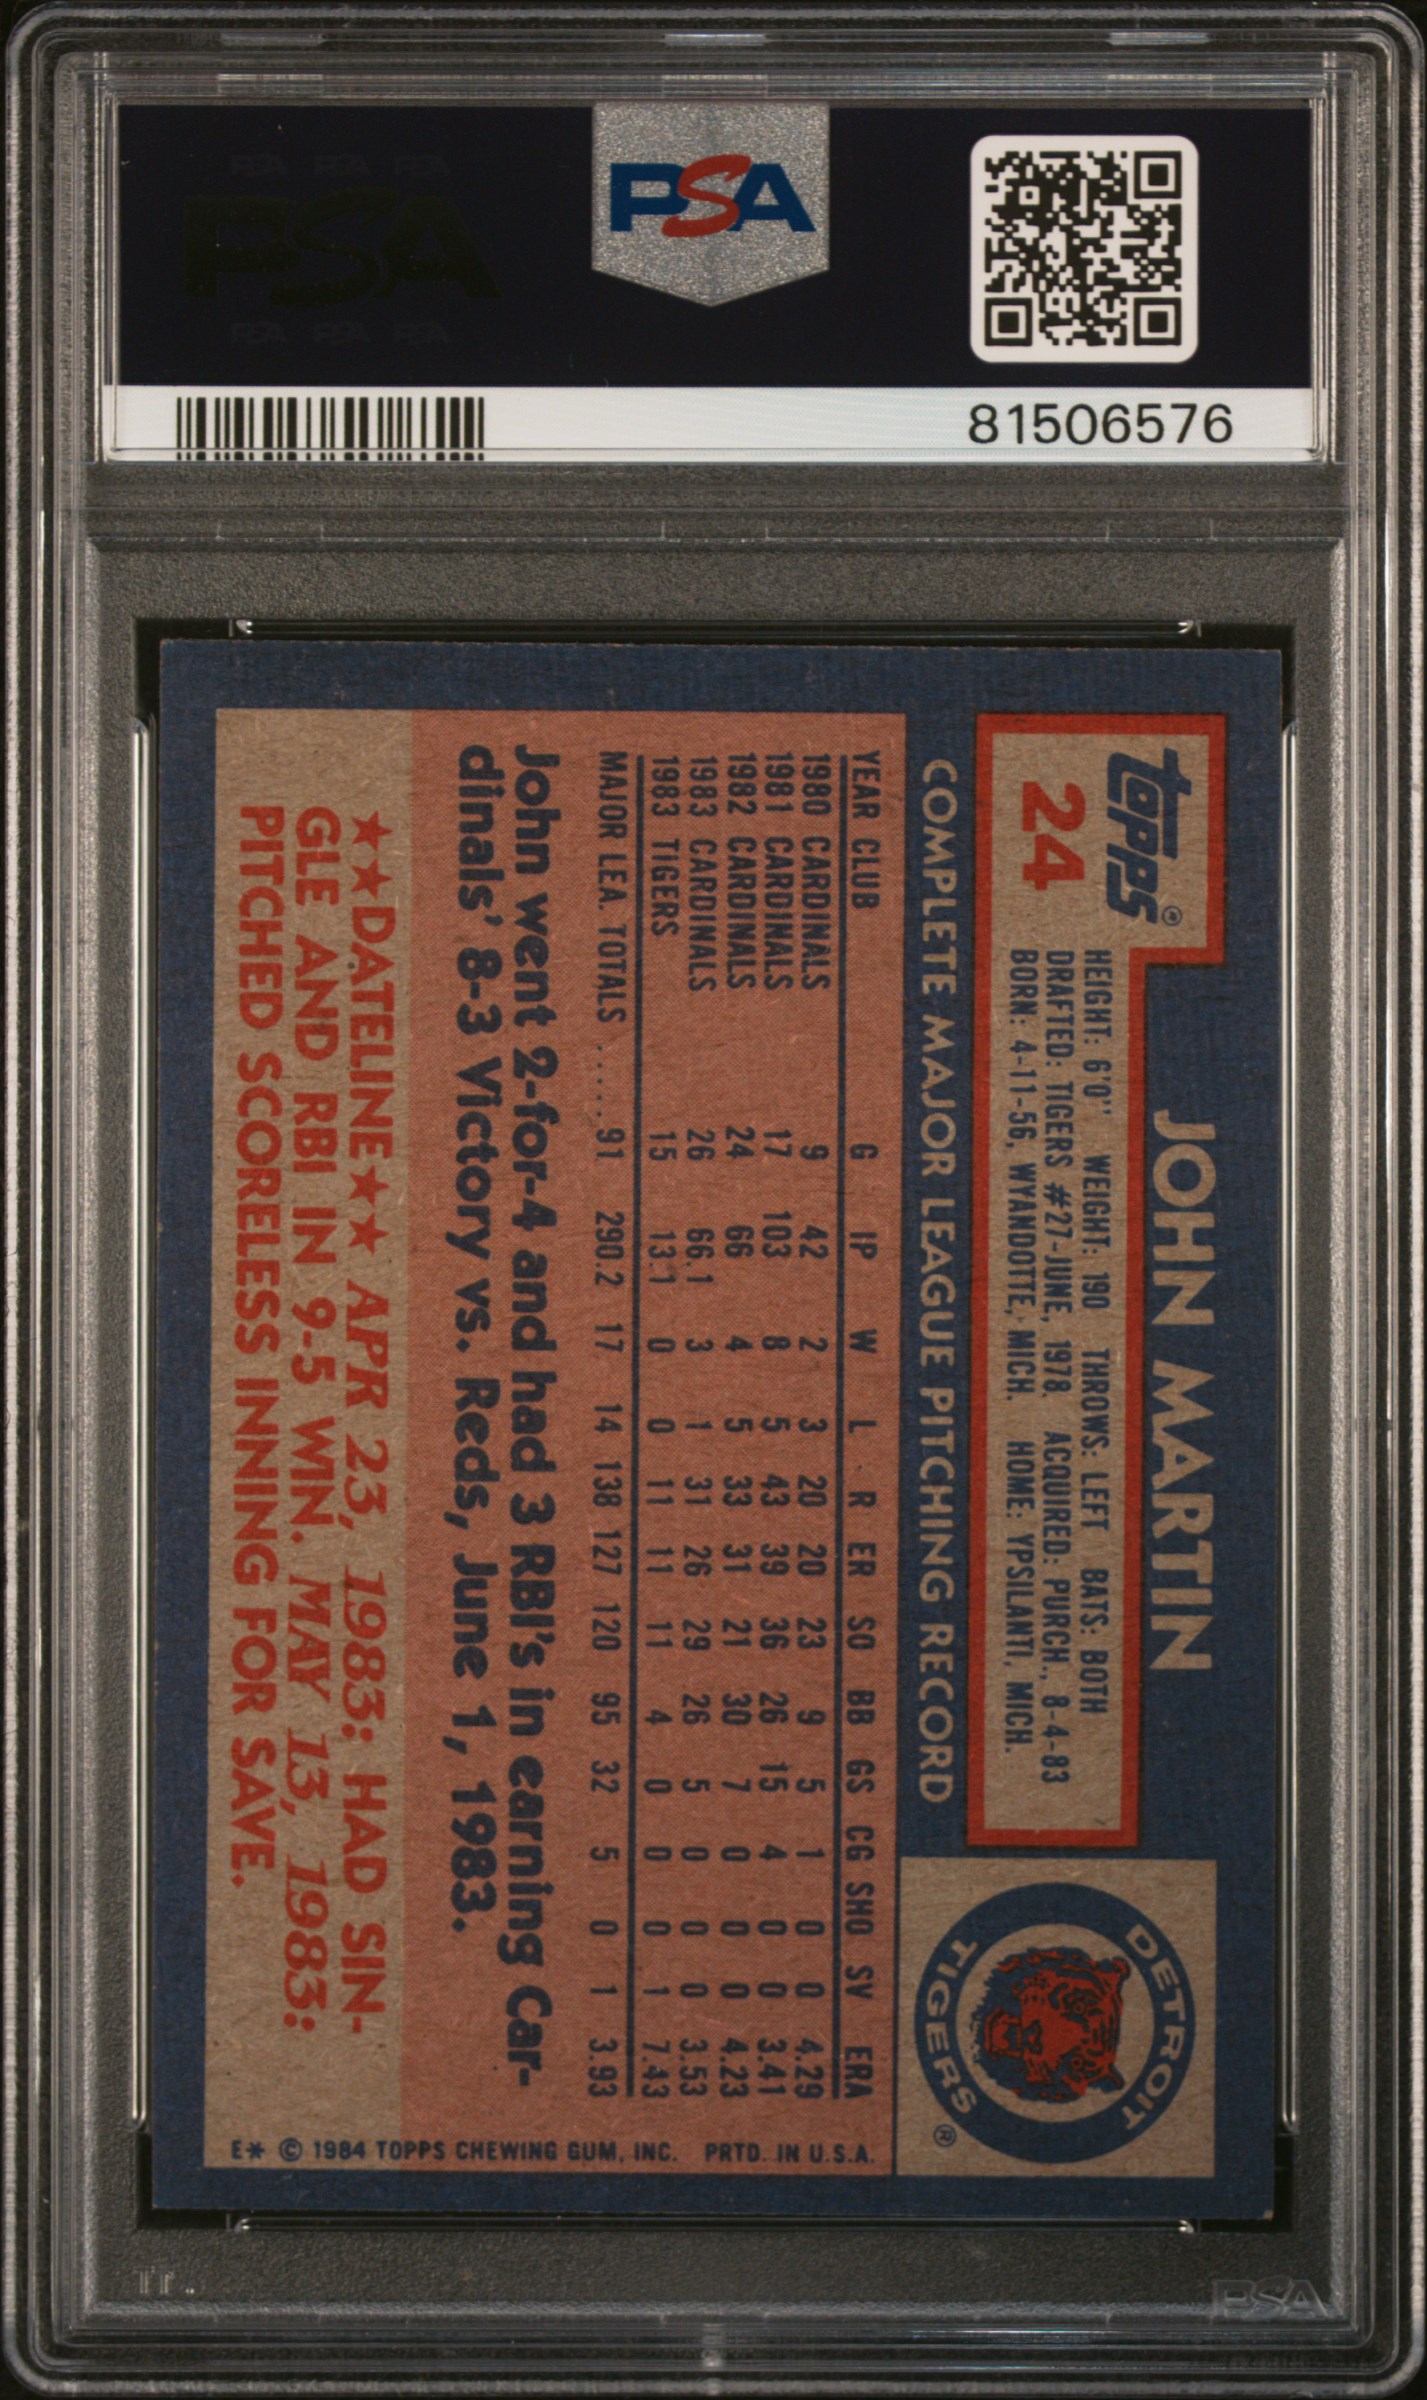 PSA
81506576
topps®
24
JOHN MARTIN
HEIGHT: 6'0" WEIGHT: 190 THROWS: LEFT BATS: BOTH
DRAFTED: TIGERS #27-JUNE, 1978. ACQUIRED: PURCH., 8-4-83
BORN: 4-11-56, WYANDOTTE, MICH. HOME: YPSILANTI, MICH.
DETROIT TIGERS ®
COMPLETE MAJOR LEAGUE PITCHING RECORD
YEAR CLUB G IP W L R ER SO BB GS CG SHO SV ERA
1980 CARDINALS 9 42 2 3 20 20 23 9 5 1 0 0 4.29
1981 CARDINALS 17 103 8 5 43 39 36 26 15 4 0 0 3.41
1982 CARDINALS 24 66 4 5 33 31 21 30 7 0 0 0 4.23
1983 CARDINALS 26 66.1 3 1 31 26 29 26 5 0 0 0 3.53
1983 TIGERS 15 13.1 0 0 11 11 11 4 0 0 0 1 7.43
MAJOR LEA. TOTALS ..... 91 290.2 17 14 138 127 120 95 32 5 0 1 3.93
John went 2-for-4 and had 3 RBI's in earning Car-
dinals' 8-3 Victory vs. Reds, June 1, 1983.
★★DATELINE★★ APR 23, 1983: HAD SIN-
GLE AND RBI IN 9-5 WIN. MAY 13, 1983:
PITCHED SCORELESS INNING FOR SAVE.
E* © 1984 TOPPS CHEWING GUM, INC. PRTD. IN U.S.A.
PSA